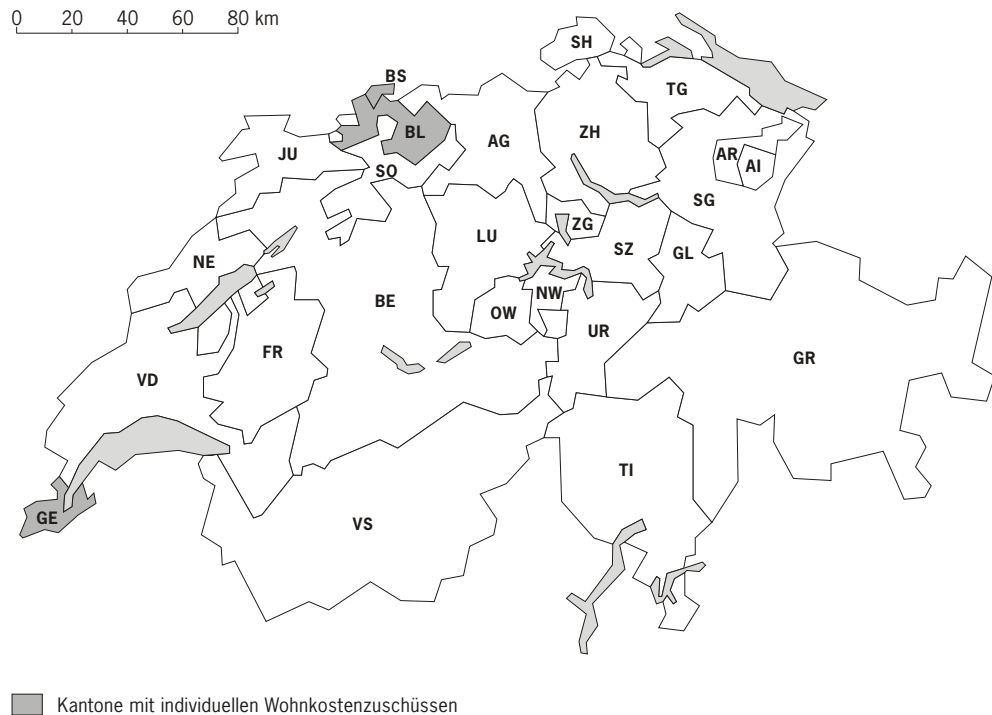 0 20 40 60 80 km
SH
BS
TG
BL
AG
ZH
JU
AR
AI
SO
SG
ZG
LU
SZ
GL
NE
NW
BE
OW
UR
FR
GR
VD
TI
GE
VS
Kantone mit individuellen Wohnkostenzuschüssen